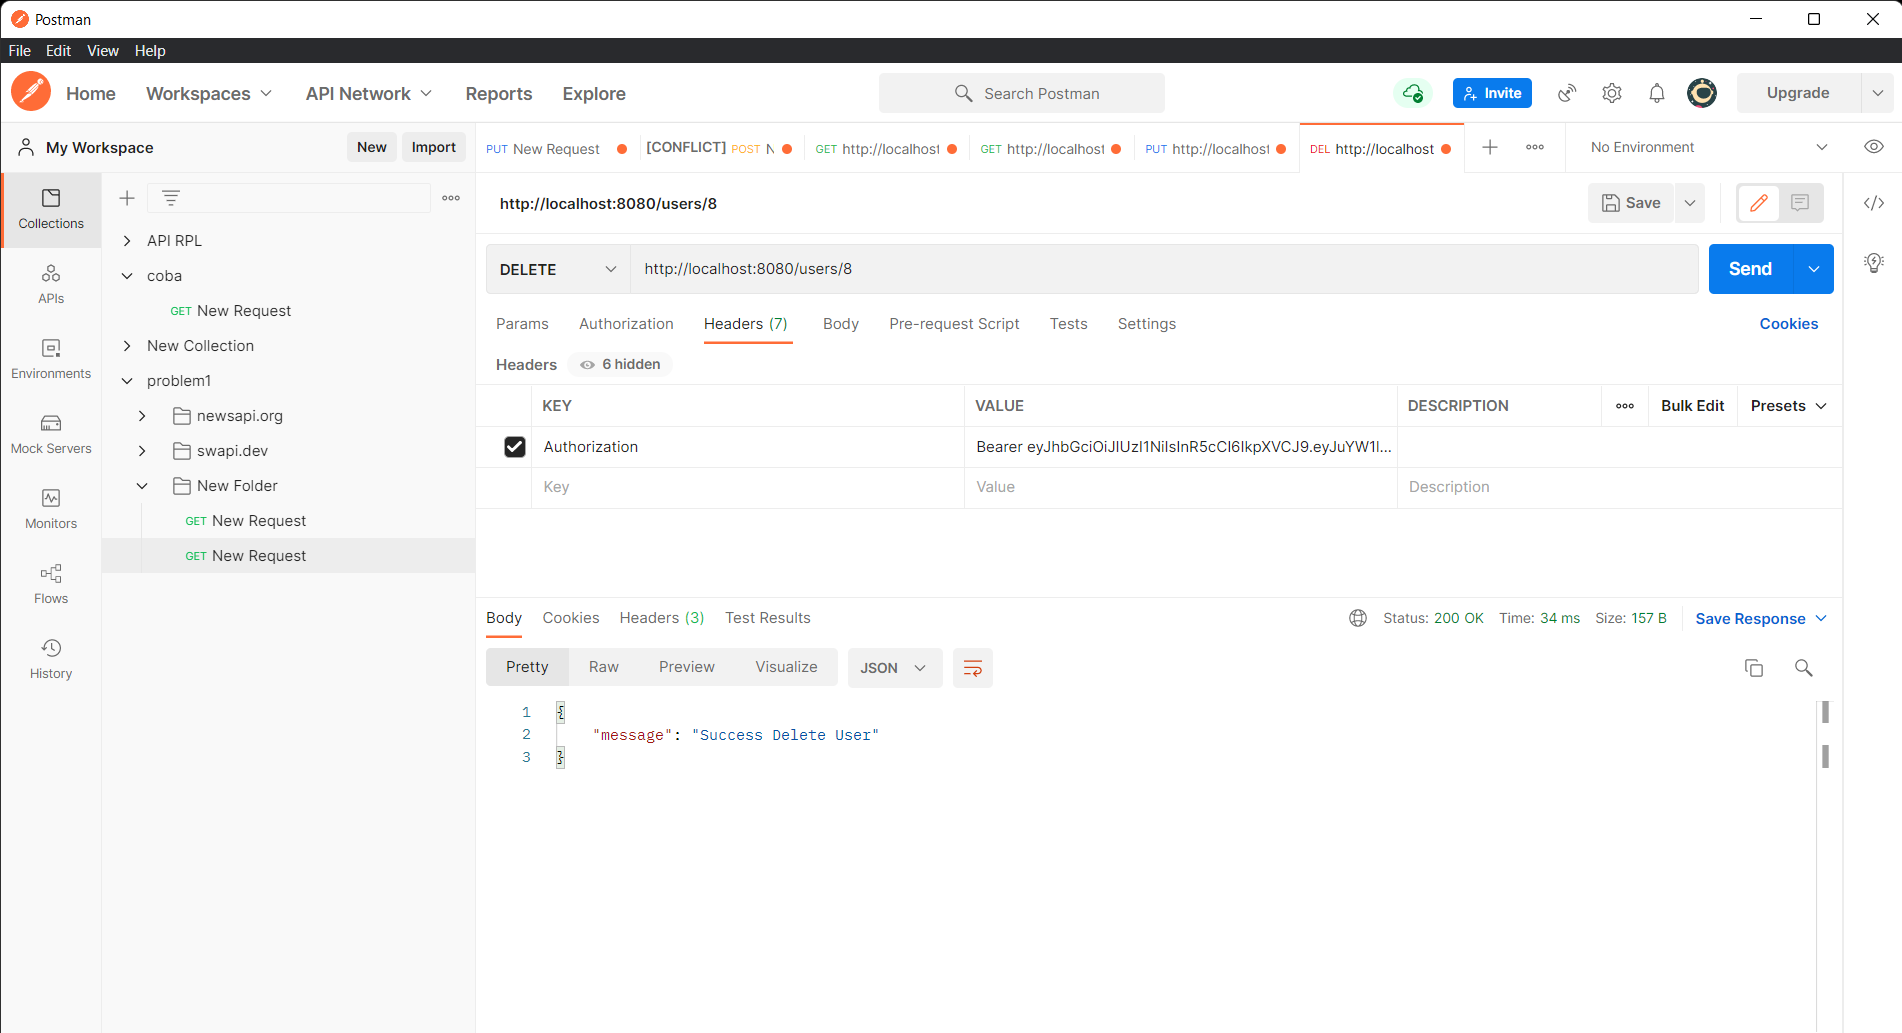 Postman
File Edit View Help
Home Workspaces API Network Reports Explore Search Postman Invite Upgrade
My Workspace New Import
PUT New Request [CONFLICT] POST N GET http://localhost GET http://localhost PUT http://localhost DEL http://localhost No Environment
Collections
APIs
Environments
Mock Servers
Monitors
Flows
History
API RPL
coba
GET New Request
New Collection
problem1
newsapi.org
swapi.dev
New Folder
GET New Request
GET New Request
http://localhost:8080/users/8 Save
DELETE http://localhost:8080/users/8 Send
Params Authorization Headers (7) Body Pre-request Script Tests Settings Cookies
Headers 6 hidden
KEY VALUE DESCRIPTION Bulk Edit Presets
Authorization Bearer eyJhbGciOiJIUzI1NiIsInR5cCI6IkpXVCJ9.eyJuYW1l...
Key Value Description
Body Cookies Headers (3) Test Results Status: 200 OK Time: 34 ms Size: 157 B Save Response
Pretty Raw Preview Visualize JSON
1 {
2 "message": "Success Delete User"
3 }